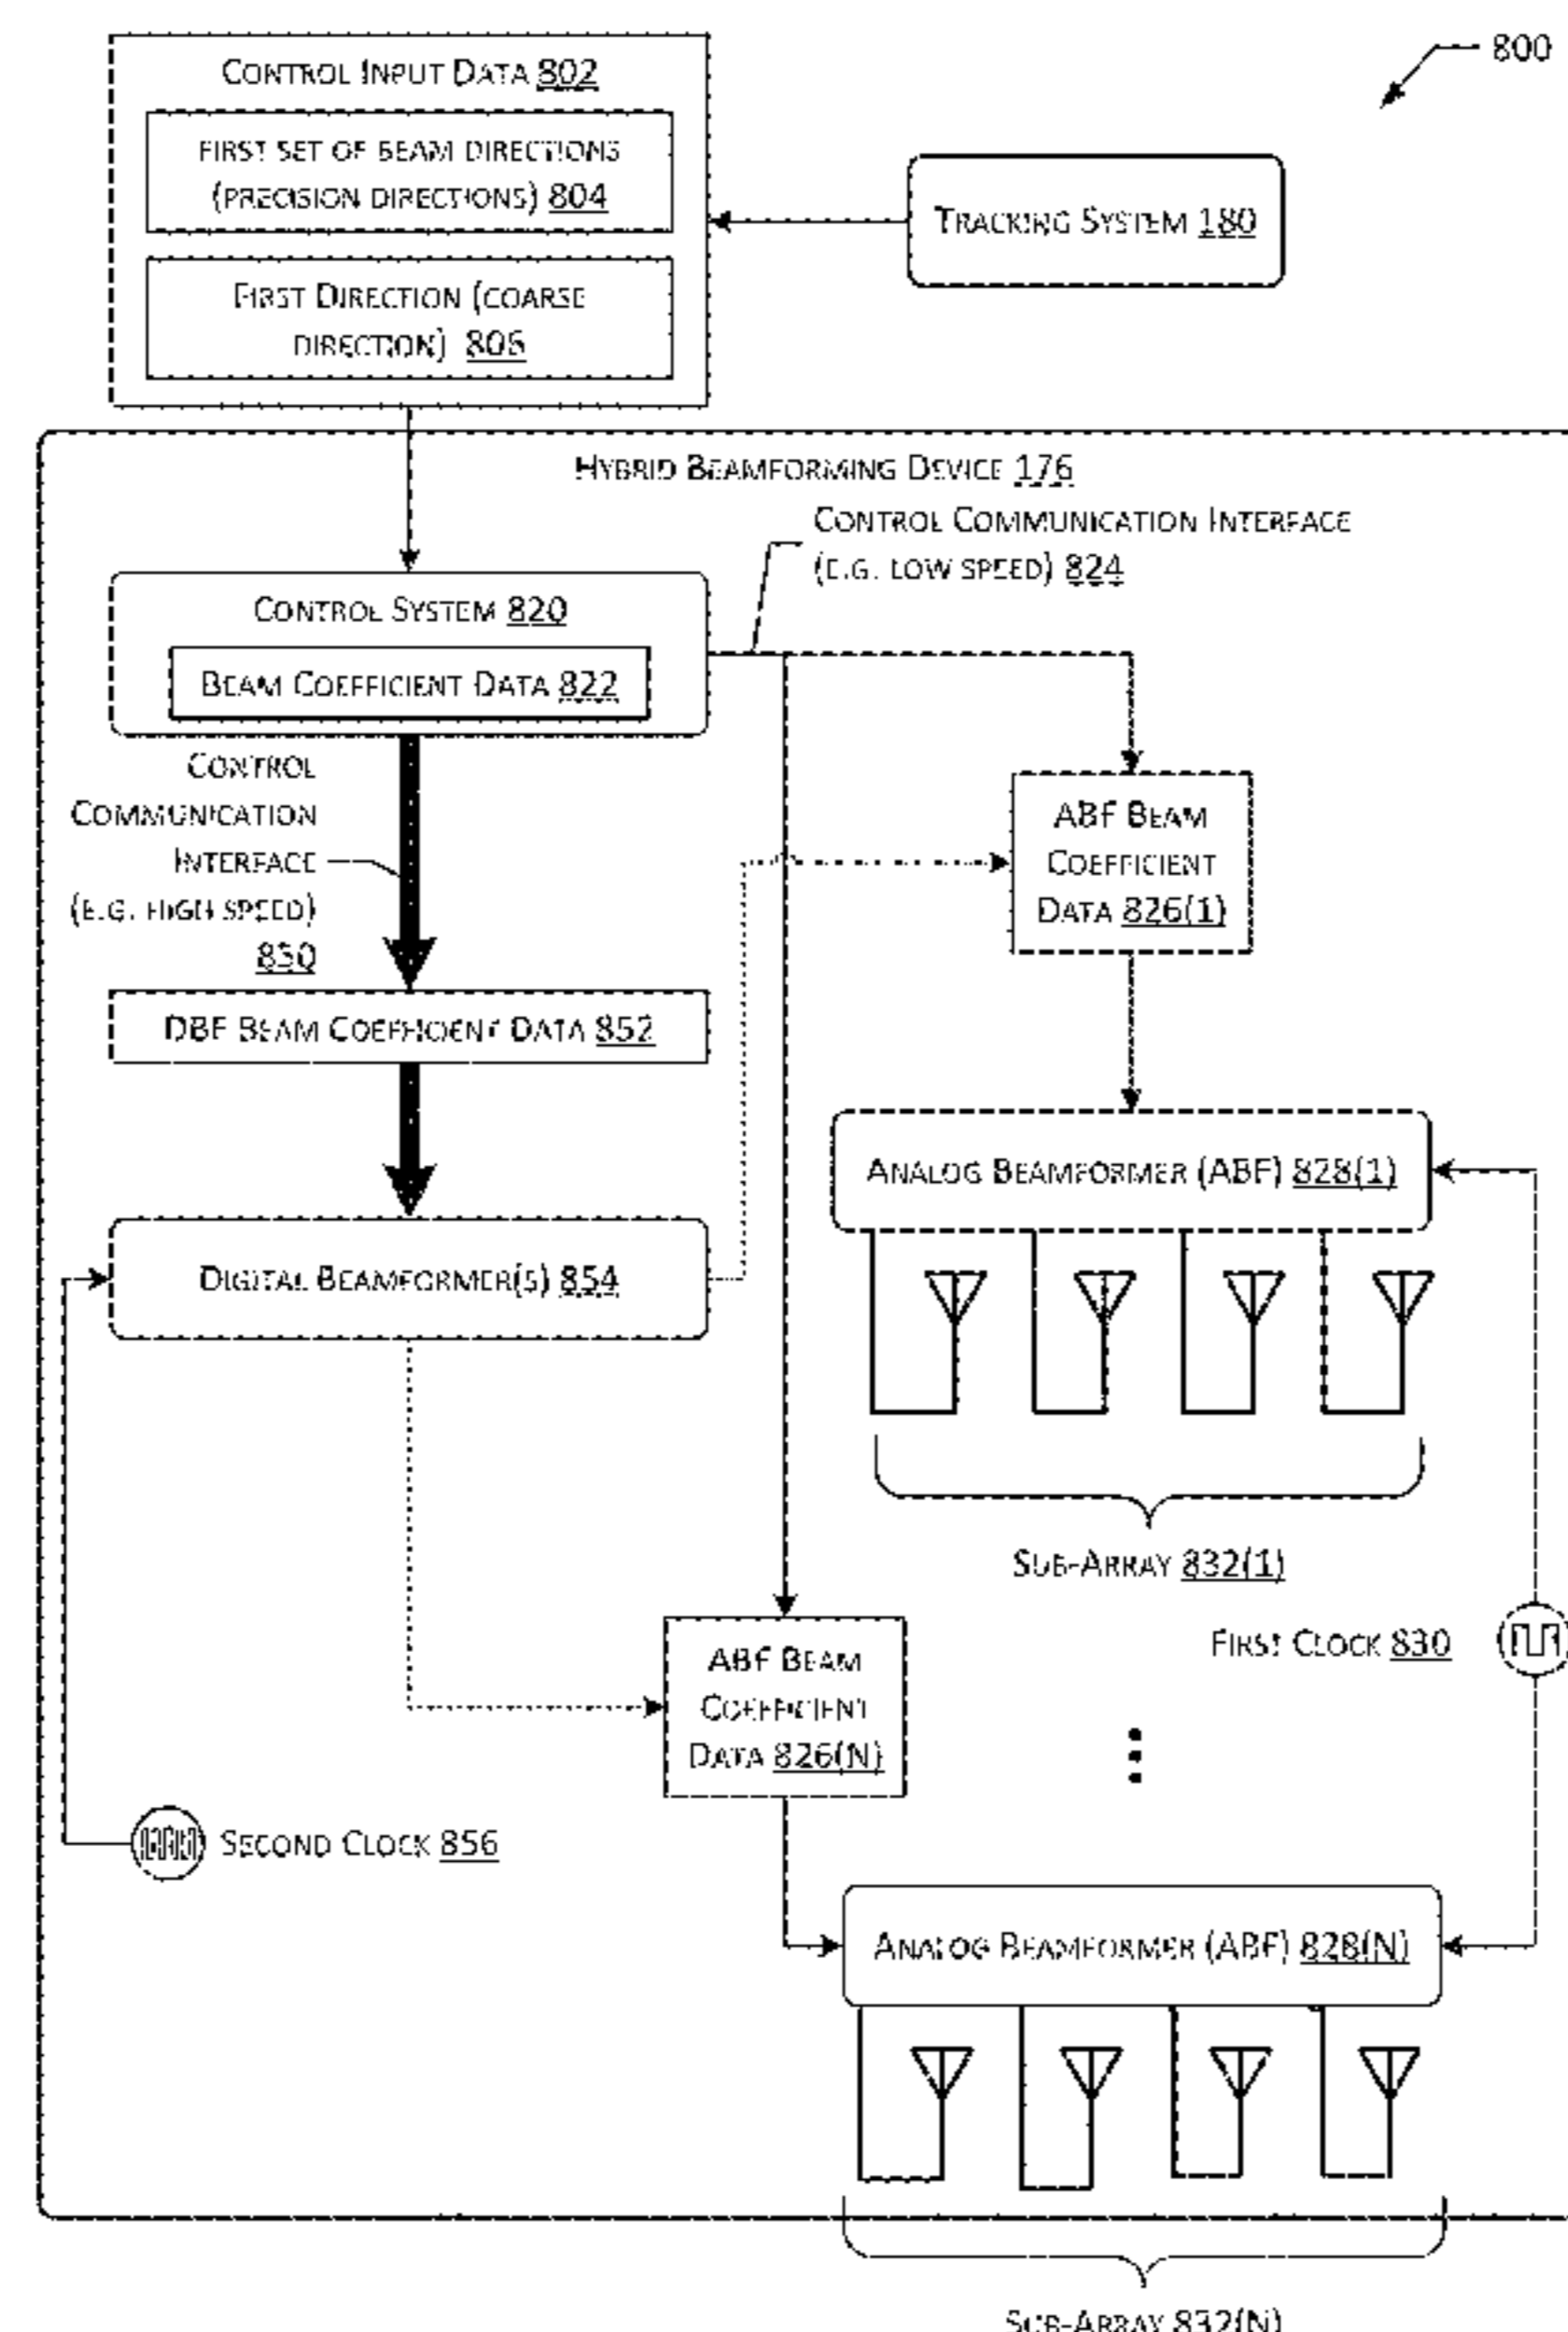 800
CONTROL INPUT DATA 802
FIRST SET OF BEAM DIRECTIONS
(PRECISION DIRECTIONS) 804
TRACKING SYSTEM 180
FIRST DIRECTION (COARSE
DIRECTION) 806
HYBRID BEAMFORMING DEVICE 176
CONTROL COMMUNICATION INTERFACE
(E.G. LOW SPEED) 824
CONTROL SYSTEM 820
BEAM COEFFICIENT DATA 822
CONTROL
COMMUNICATION
INTERFACE
(E.G. HIGH SPEED)
850
ABF BEAM
COEFFICIENT
DATA 826(1)
DBF BEAM COEFFICIENT DATA 852
ANALOG BEAMFORMER (ABF) 828(1)
DIGITAL BEAMFORMER(S) 854
SUB-ARRAY 832(1)
FIRST CLOCK 830
ABF BEAM
COEFFICIENT
DATA 826(N)
SECOND CLOCK 856
ANALOG BEAMFORMER (ABF) 828(N)
SUB-ARRAY 832(N)